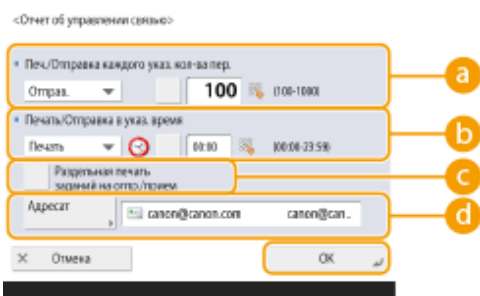 <Отчет об управлении связью>
Печ./Отправка каждого указ. кол-ва пер.
Отправ. 100 (100-1000)
a
Печать/Отправка в указ. время
Печать 00:00 (00:00-23:59)
b
Раздельная печать
заданий на отпр./прием
c
Адресат canon@canon.com canon@can...
d
× Отмена OK